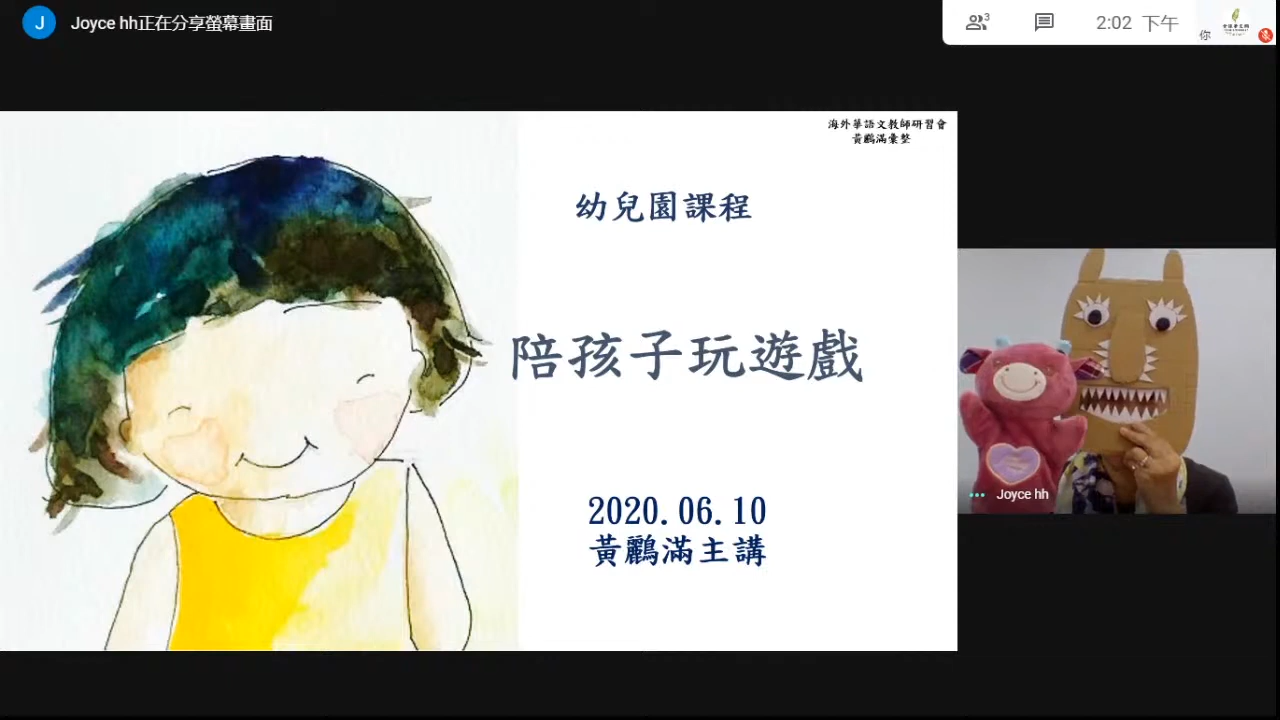 J
Joyce hh正在分享螢幕畫面
3
2:02 下午
你
海外華語文教師研習會
黃鸝滿彙整
幼兒園課程
陪孩子玩遊戲
2020.06.10
黃鸝滿主講
Joyce hh